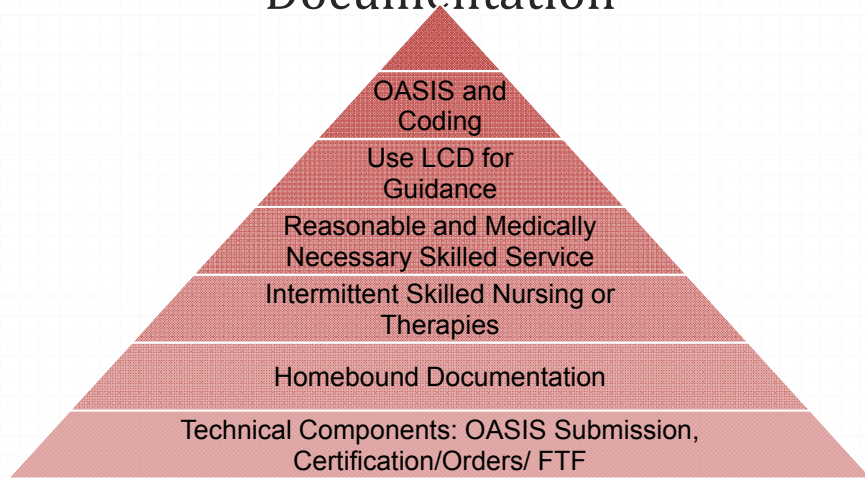 Documentation
OASIS and
Coding
Use LCD for
Guidance
Reasonable and Medically
Necessary Skilled Service
Intermittent Skilled Nursing or
Therapies
Homebound Documentation
Technical Components: OASIS Submission,
Certification/Orders/ FTF